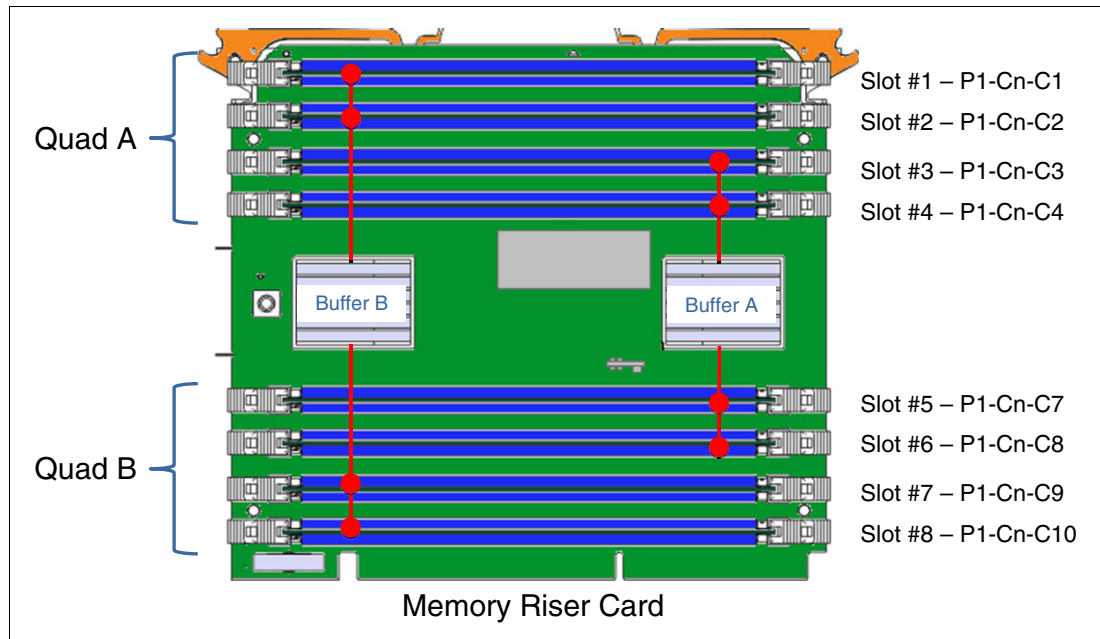 Quad A
Slot #1 – P1-Cn-C1
Slot #2 – P1-Cn-C2
Slot #3 – P1-Cn-C3
Slot #4 – P1-Cn-C4
Buffer B
Buffer A
Quad B
Slot #5 – P1-Cn-C7
Slot #6 – P1-Cn-C8
Slot #7 – P1-Cn-C9
Slot #8 – P1-Cn-C10
Memory Riser Card